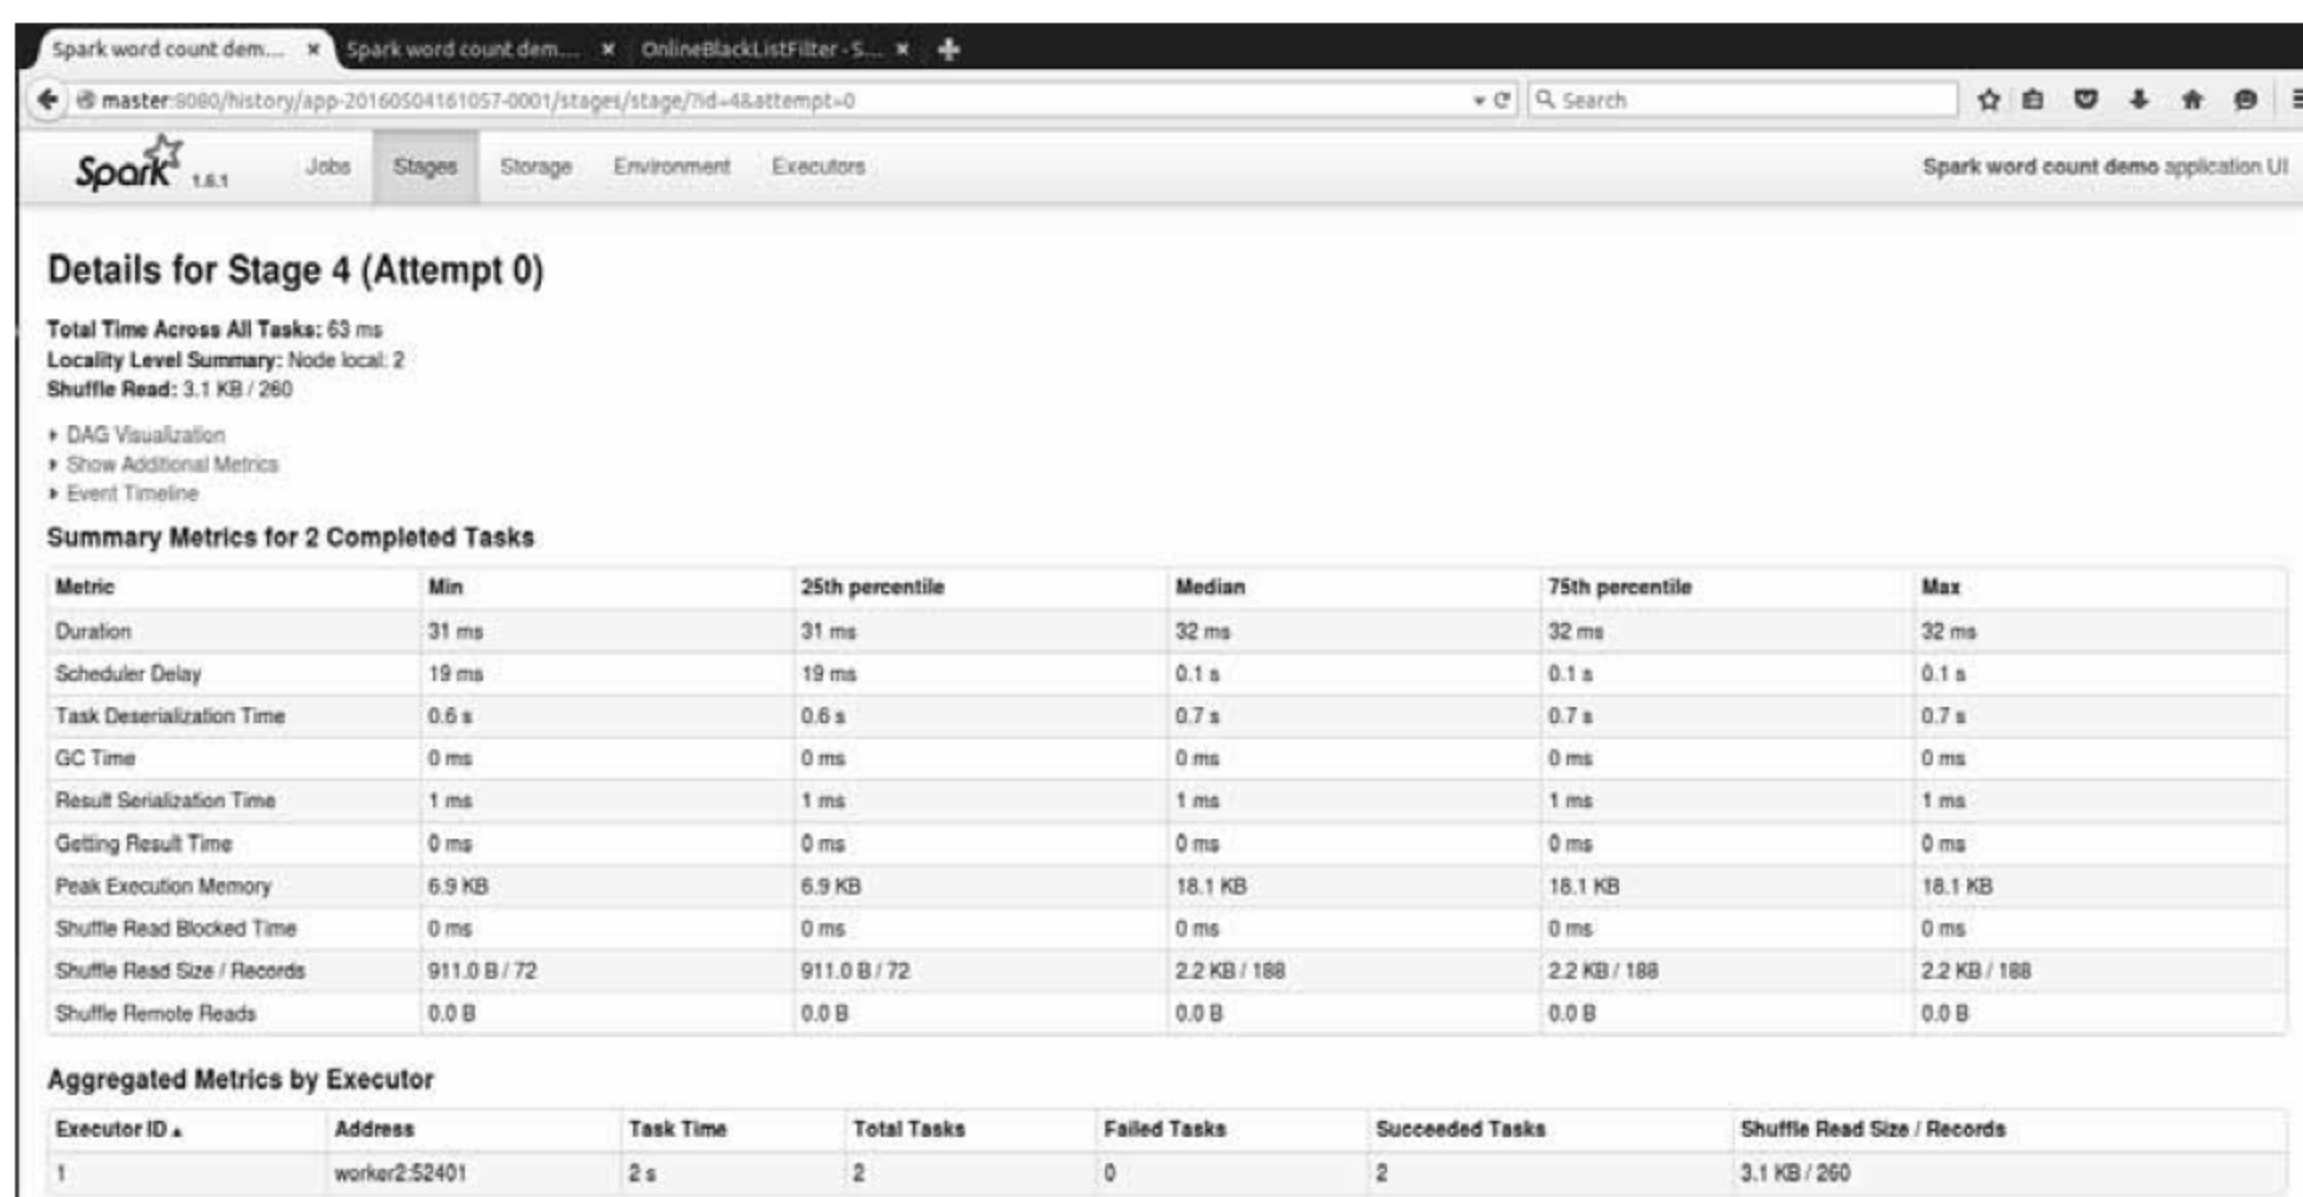 Spark word count dem.... × Spark word count dem.... × OnlineBlackListFilter - S... ×
master:8080/history/app-20160504161057-0001/stages/stage/?id=4&attempt=0 Search
Spark 1.6.1 Jobs Stages Storage Environment Executors Spark word count demo application UI
Details for Stage 4 (Attempt 0)
Total Time Across All Tasks: 63 ms
Locality Level Summary: Node local: 2
Shuffle Read: 3.1 KB / 260
DAG Visualization
Show Additional Metrics
Event Timeline
Summary Metrics for 2 Completed Tasks
Metric Min 25th percentile Median 75th percentile Max
Duration 31 ms 31 ms 32 ms 32 ms 32 ms
Scheduler Delay 19 ms 19 ms 0.1 s 0.1 s 0.1 s
Task Deserialization Time 0.6 s 0.6 s 0.7 s 0.7 s 0.7 s
GC Time 0 ms 0 ms 0 ms 0 ms 0 ms
Result Serialization Time 1 ms 1 ms 1 ms 1 ms 1 ms
Getting Result Time 0 ms 0 ms 0 ms 0 ms 0 ms
Peak Execution Memory 6.9 KB 6.9 KB 18.1 KB 18.1 KB 18.1 KB
Shuffle Read Blocked Time 0 ms 0 ms 0 ms 0 ms 0 ms
Shuffle Read Size / Records 911.0 B / 72 911.0 B / 72 2.2 KB / 188 2.2 KB / 188 2.2 KB / 188
Shuffle Remote Reads 0.0 B 0.0 B 0.0 B 0.0 B 0.0 B
Aggregated Metrics by Executor
Executor ID Address Task Time Total Tasks Failed Tasks Succeeded Tasks Shuffle Read Size / Records
1 worker2:52401 2 s 2 0 2 3.1 KB / 260